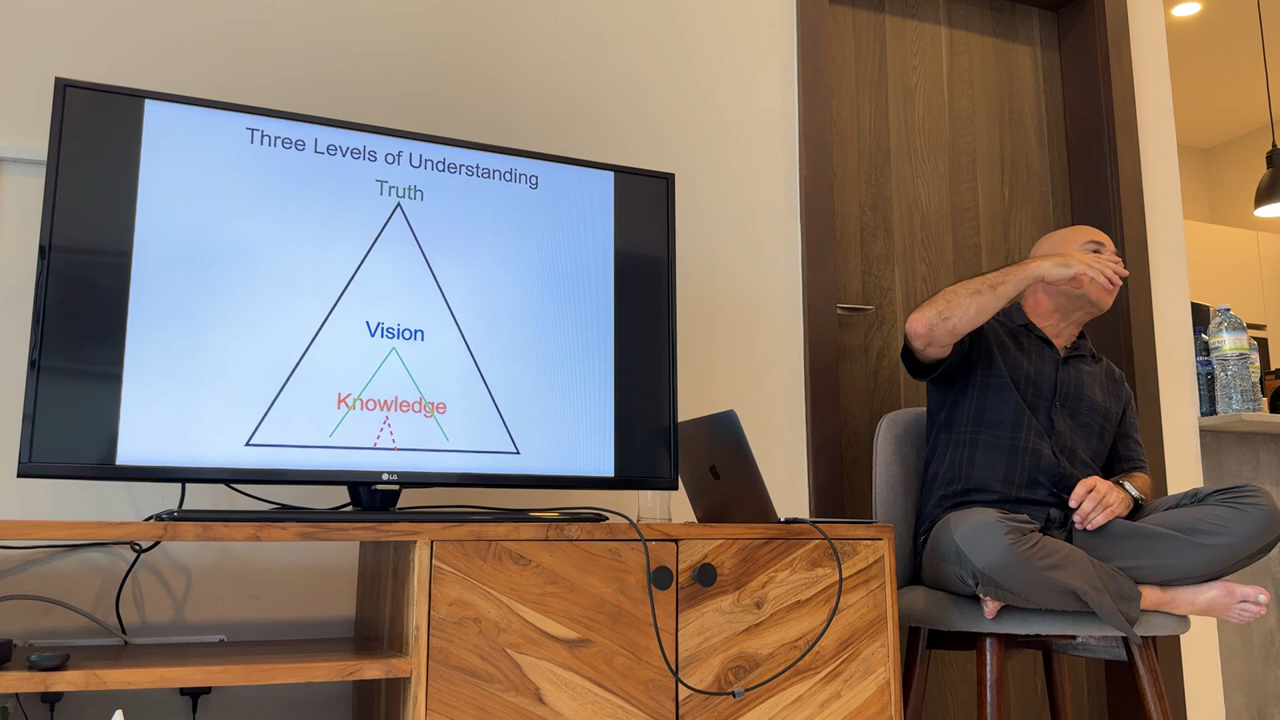 Three Levels of Understanding
Truth
Vision
Knowledge
LG